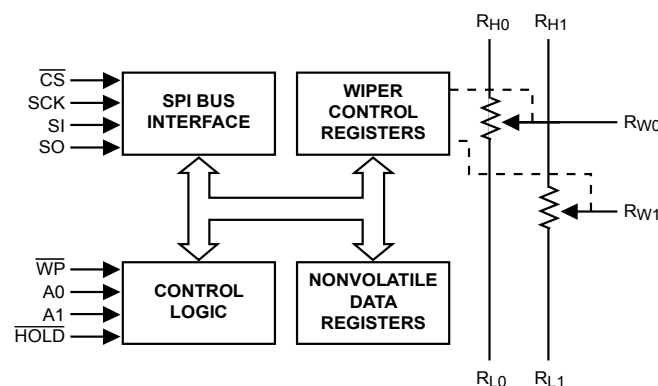 RH0 RH1
CS
SCK
SI
SO
SPI BUS
INTERFACE
WIPER
CONTROL
REGISTERS
RW0
RW1
WP
A0
A1
HOLD
CONTROL
LOGIC
NONVOLATILE
DATA
REGISTERS
RL0 RL1